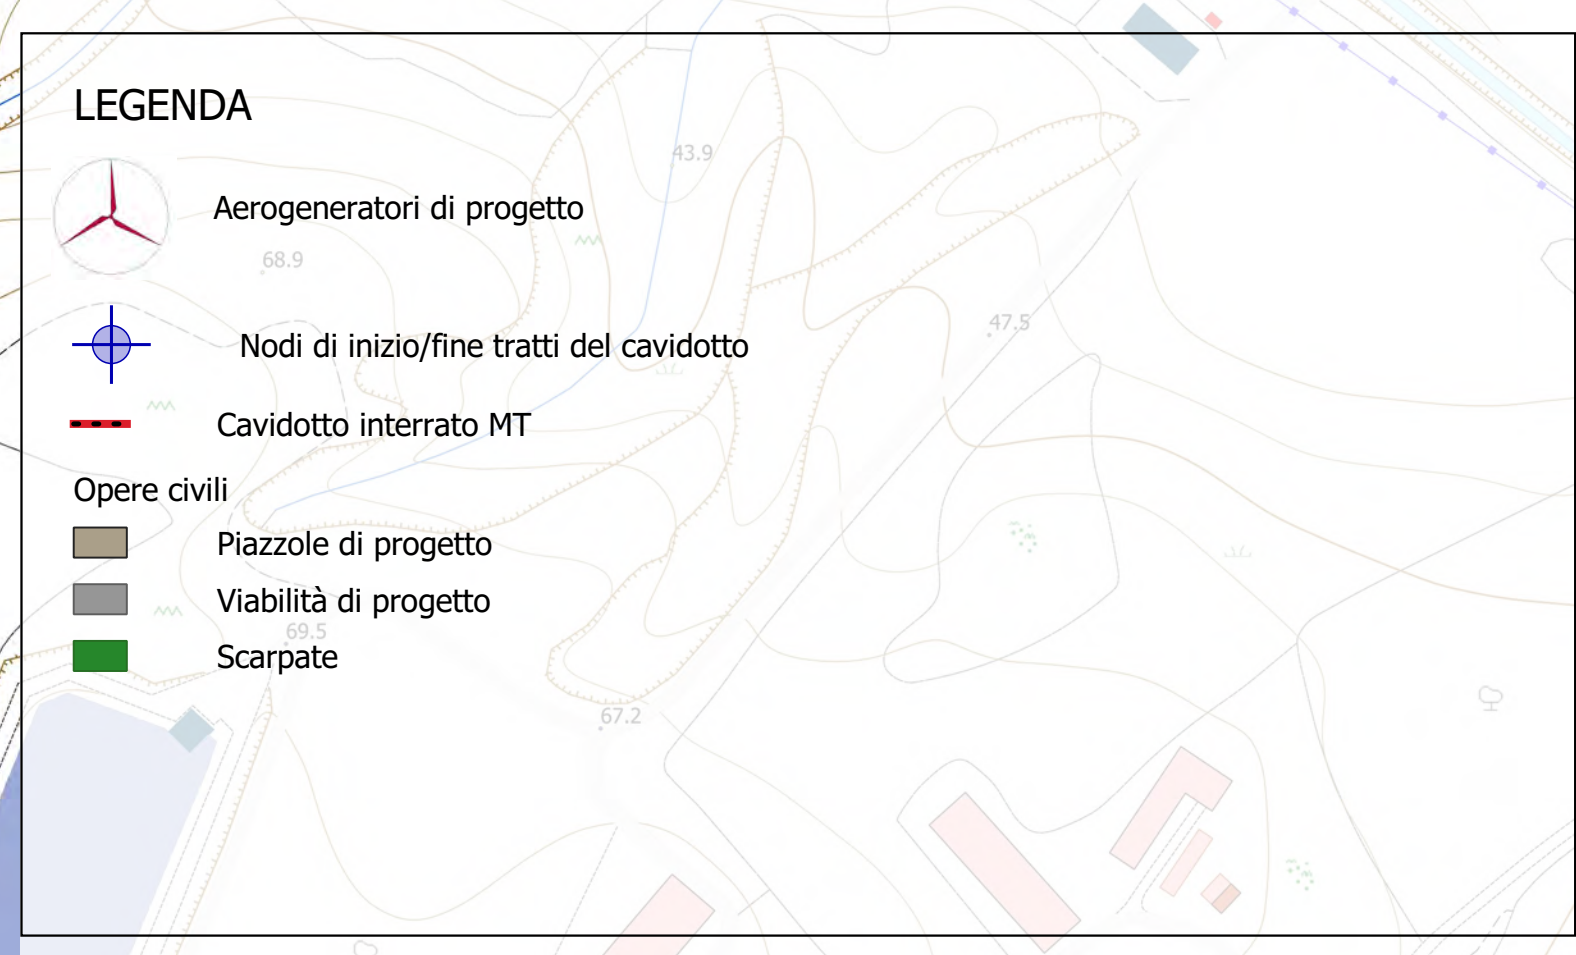 LEGENDA
43.9
Aerogeneratori di progetto
68.9
47.5
Nodi di inizio/fine tratti del cavidotto
Cavidotto interrato MT
Opere civili
Piazzole di progetto
Viabilità di progetto
69.5
Scarpate
67.2